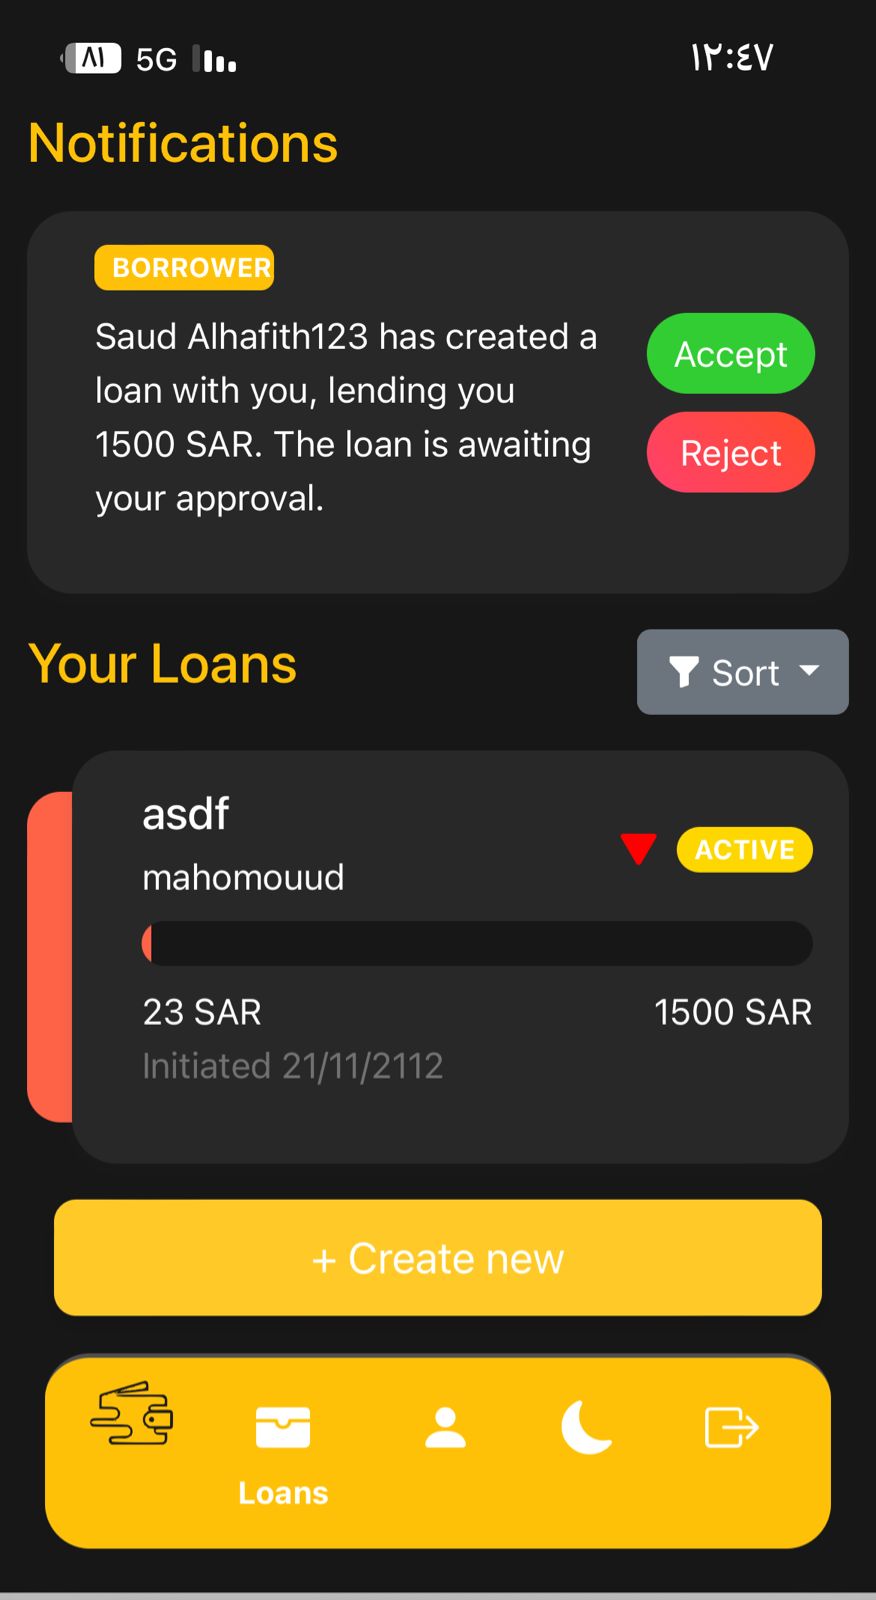 ٨١ 5G ١٢:٤٧
Notifications
BORROWER
Saud Alhafith123 has created a
loan with you, lending you
1500 SAR. The loan is awaiting
your approval.
Accept
Reject
Your Loans
Sort
asdf
mahomouud
ACTIVE
23 SAR
1500 SAR
Initiated 21/11/2112
+ Create new
Loans